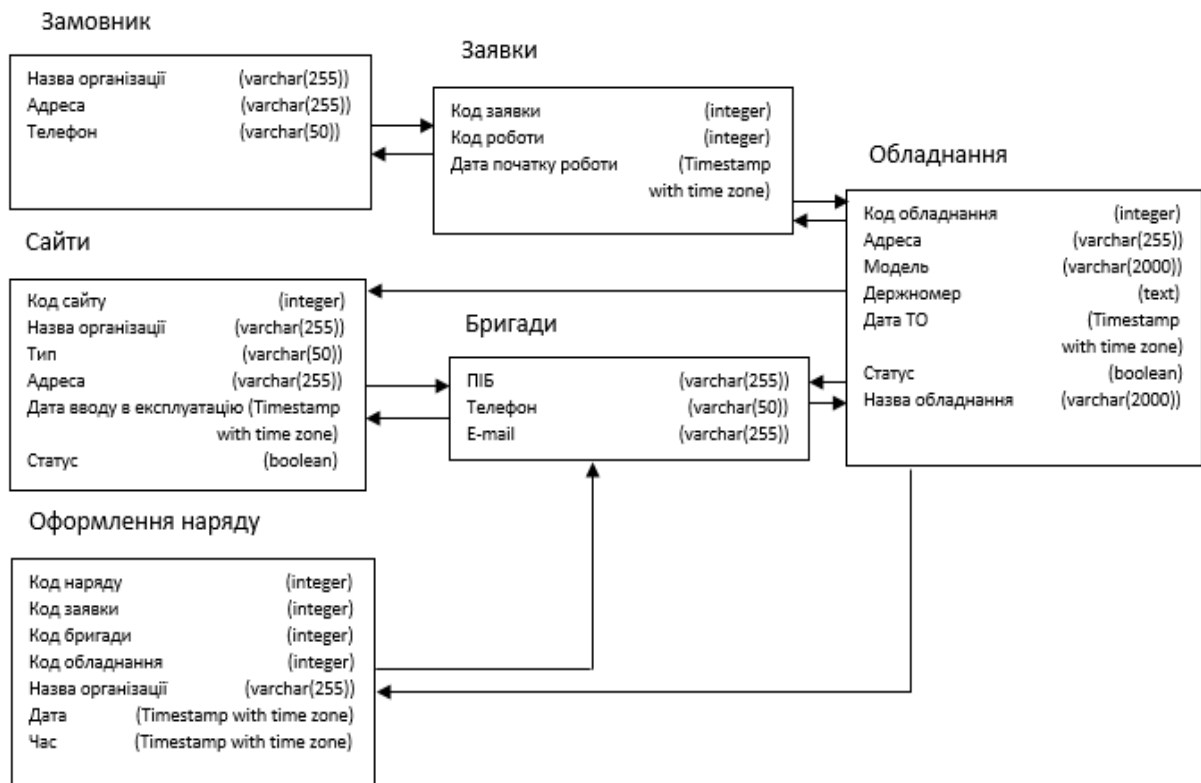 Замовник
Назва організації (varchar(255))
Адреса (varchar(255))
Телефон (varchar(50))
Заявки
Код заявки (integer)
Код роботи (integer)
Дата початку роботи (Timestamp
with time zone)
Обладнання
Код обладнання (integer)
Адреса (varchar(255))
Модель (varchar(2000))
Держномер (text)
Дата ТО (Timestamp
with time zone)
Статус (boolean)
Назва обладнання (varchar(2000))
Сайти
Код сайту (integer)
Назва організації (varchar(255))
Тип (varchar(50))
Адреса (varchar(255))
Дата вводу в експлуатацію (Timestamp
with time zone)
Статус (boolean)
Бригади
ПІБ (varchar(255))
Телефон (varchar(50))
E-mail (varchar(255))
Оформлення наряду
Код наряду (integer)
Код заявки (integer)
Код бригади (integer)
Код обладнання (integer)
Назва організації (varchar(255))
Дата (Timestamp with time zone)
Час (Timestamp with time zone)